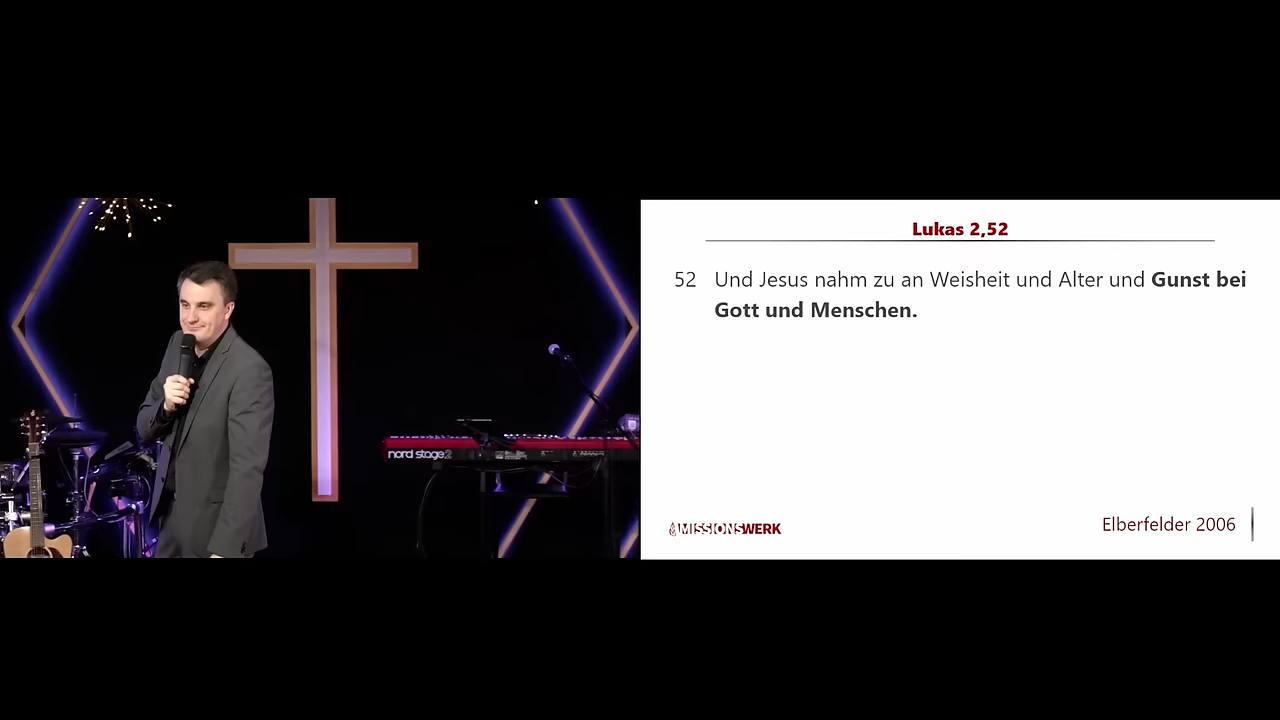 Lukas 2,52
52 Und Jesus nahm zu an Weisheit und Alter und Gunst bei
Gott und Menschen.
nord stage2
MISSIONSWERK
Elberfelder 2006